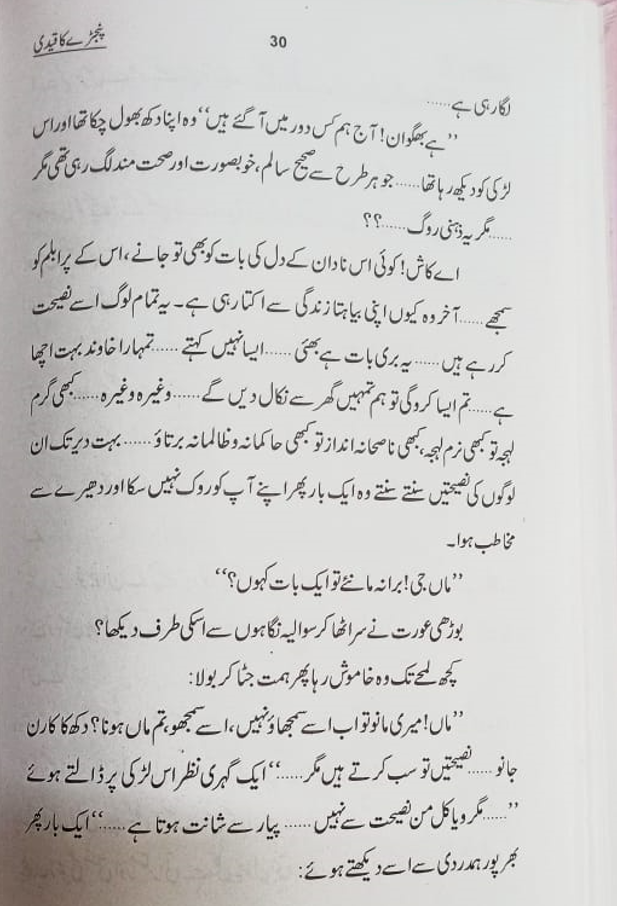 پنجڑے کا قیدی
30
لگا رہی ہے......
”ہے بھگوان! آج ہم کس دور میں آ گئے ہیں“ وہ اپنا دکھ بھول چکا تھا اور اس
لڑکی کو دیکھ رہا تھا...... جو ہر طرح سے صحیح سالم، خوبصورت اور صحت مند لگ رہی تھی مگر
......مگر یہ ذہنی روگ......؟؟
اے کاش! کوئی اس نادان کے دل کی بات کو بھی تو جانے، اس کے پرابلم کو
سمجھے......آخر وہ کیوں اپنی بیاہتا زندگی سے اکتا رہی ہے۔ یہ تمام لوگ اسے نصیحت
کر رہے ہیں......یہ بری بات ہے بھئی......ایسا نہیں کہتے......تمہارا خاوند بہت اچھا
ہے......تم ایسا کروگی تو ہم تمہیں گھر سے نکال دیں گے......وغیرہ وغیرہ......کبھی گرم
لہجہ تو کبھی نرم لہجہ، کبھی ناصحانہ انداز تو کبھی حاکمانہ و ظالمانہ برتاؤ......بہت دیر تک ان
لوگوں کی نصیحتیں سنتے سنتے وہ ایک بار پھر اپنے آپ کو روک نہیں سکا اور دھیرے سے
مخاطب ہوا۔
”ماں جی! برا نہ مانئے تو ایک بات کہوں؟“
بوڑھی عورت نے سر اٹھا کر سوالیہ نگاہوں سے اسکی طرف دیکھا؟
کچھ لمحے تک وہ خاموش رہا پھر ہمت جٹا کر بولا:
”ماں! میری مانو تو اب اسے سمجھاؤ نہیں، اسے سمجھو، تم ماں ہونا؟ دکھ کا کارن
جانو......نصیحتیں تو سب کرتے ہیں مگر......“ ایک گہری نظر اس لڑکی پر ڈالتے ہوئے
”......مگر ویاکل من نصیحت سے نہیں......پیار سے شانت ہوتا ہے......“ ایک بار پھر
بھرپور ہمدردی سے اسے دیکھتے ہوئے: